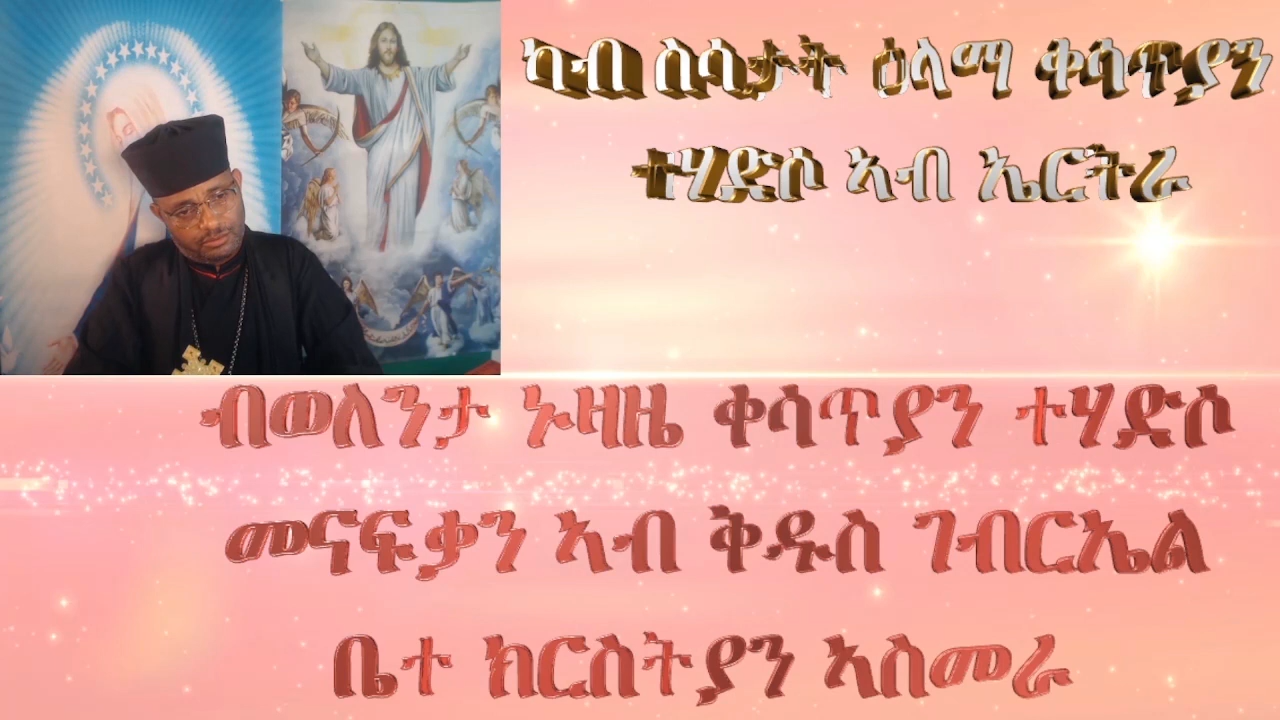 ካብ ስሳታት ዕላማ ቀሳጥያን
ተሃድሶ ኣብ ኤርትራ
ብወለንታ ኑዛዜ ቀሳጥያን ተሃድሶ
መናፍቃን ኣብ ቅዱስ ገብርኤል
ቤተ ክርስትያን ኣስመራ